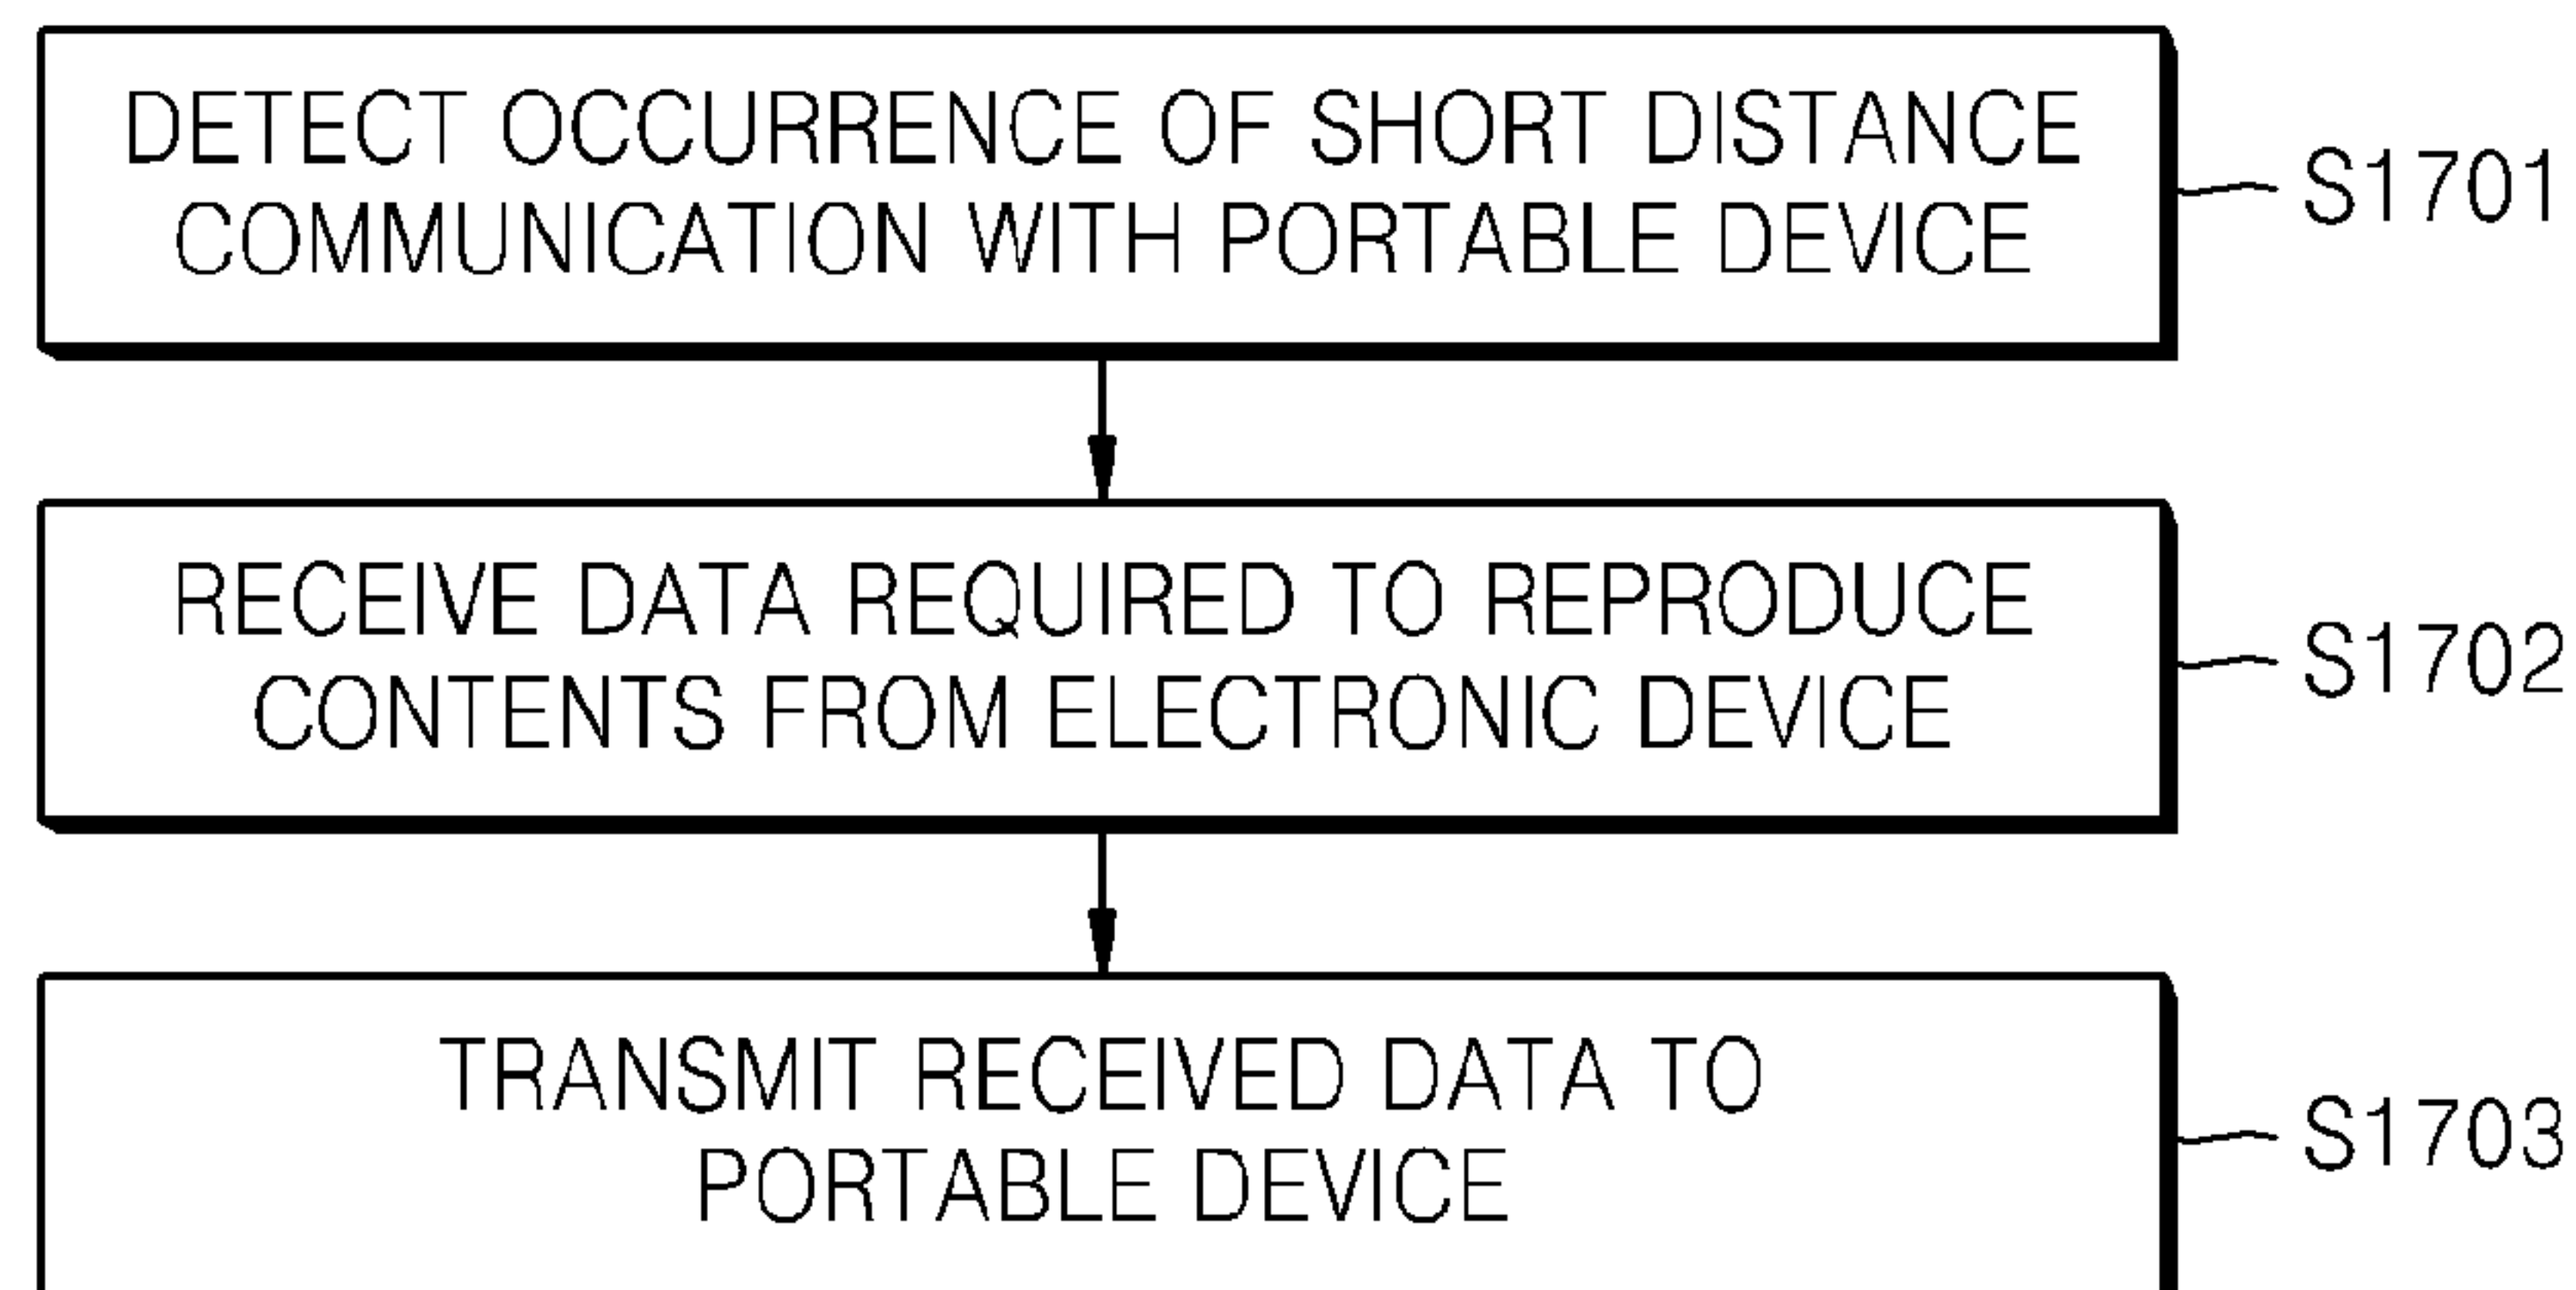 DETECT OCCURRENCE OF SHORT DISTANCE
COMMUNICATION WITH PORTABLE DEVICE
S1701
RECEIVE DATA REQUIRED TO REPRODUCE
CONTENTS FROM ELECTRONIC DEVICE
S1702
TRANSMIT RECEIVED DATA TO
PORTABLE DEVICE
S1703